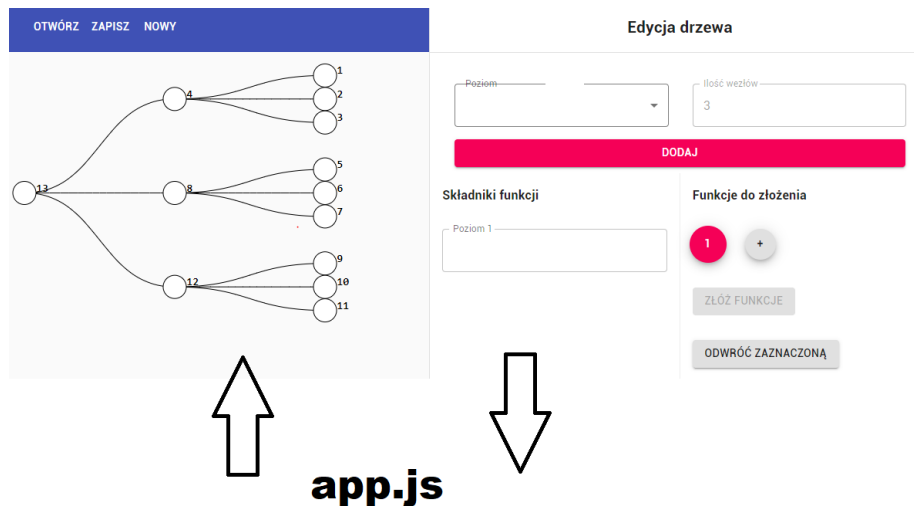 OTWÓRZ ZAPISZ NOWY
Edycja drzewa
Poziom
Ilość wezłów
3
DODAJ
Składniki funkcji
Funkcje do złożenia
Poziom 1
1
+
ZŁÓŻ FUNKCJE
ODWRÓĆ ZAZNACZONĄ
1
4
2
3
5
13
8
6
7
9
12
10
11
app.js